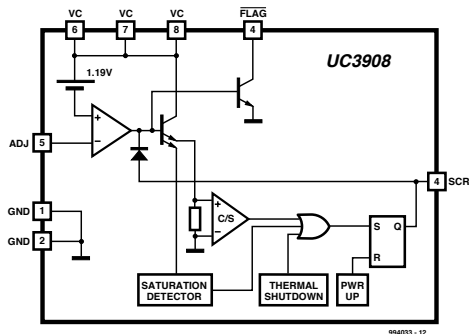 VC VC VC FLAG
6 7 8 4
UC3908
1.19V
+
−
ADJ 5
4 SCR
GND 1
GND 2
+
C/S
−
S Q
R
SATURATION
DETECTOR
THERMAL
SHUTDOWN
PWR
UP
994033 - 12